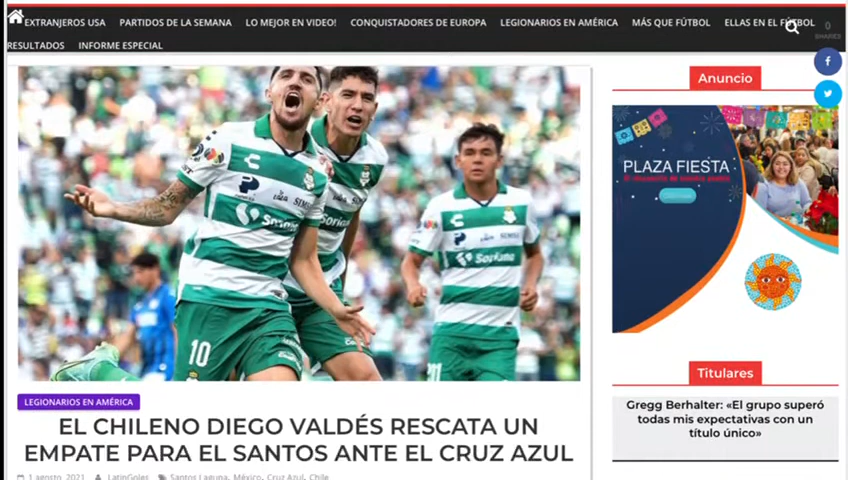 EXTRANJEROS USA PARTIDOS DE LA SEMANA LO MEJOR EN VIDEO! CONQUISTADORES DE EUROPA LEGIONARIOS EN AMÉRICA MÁS QUE FÚTBOL ELLAS EN EL FÚTBOL
0
SHARES
RESULTADOS INFORME ESPECIAL
Anuncio
PLAZA FIESTA
10
Soriana
LEGIONARIOS EN AMÉRICA
EL CHILENO DIEGO VALDÉS RESCATA UN
EMPATE PARA EL SANTOS ANTE EL CRUZ AZUL
1 agosto, 2021 LatinGoles Santos Laguna, México, Cruz Azul, Chile
Titulares
Gregg Berhalter: «El grupo superó
todas mis expectativas con un
título único»